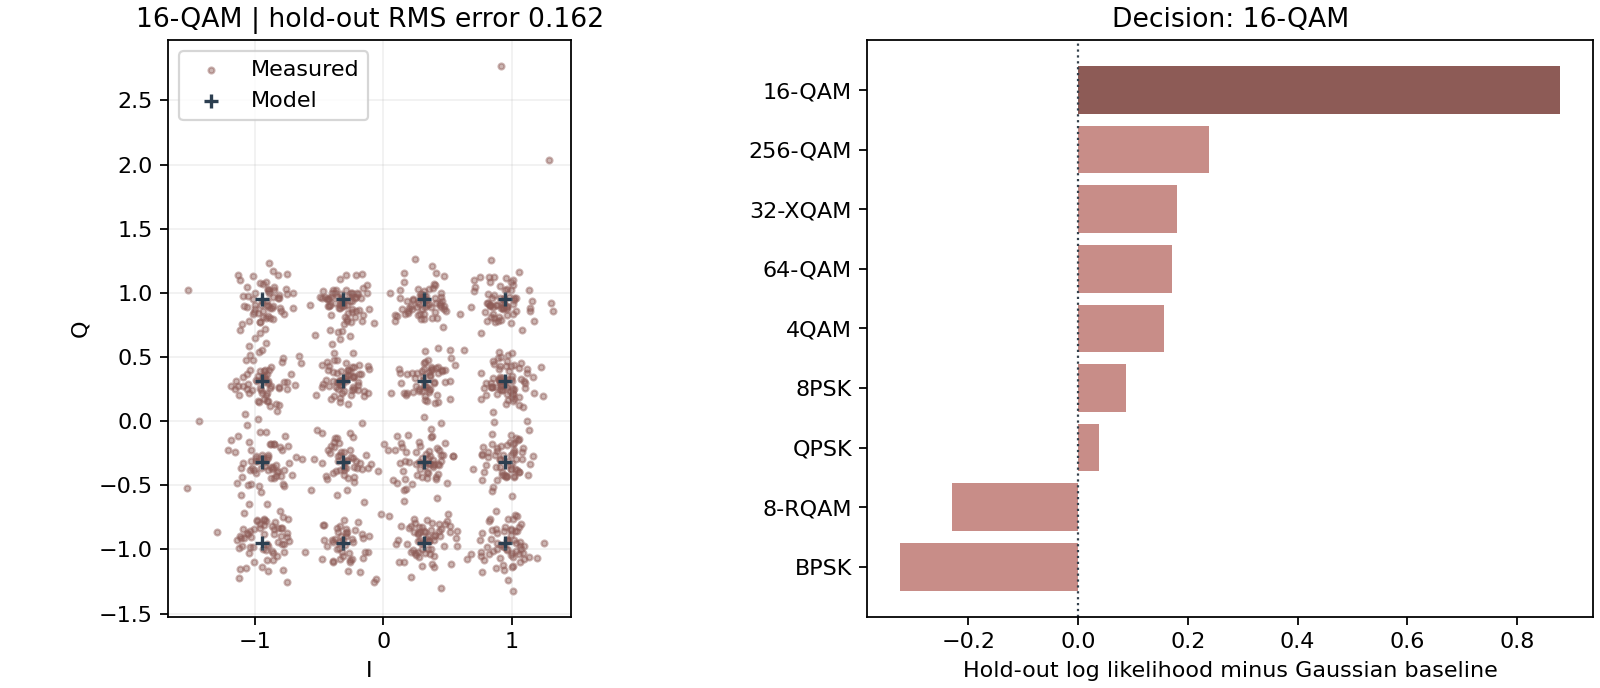 16-QAM | hold-out RMS error 0.162
Measured
Model
2.5
2.0
1.5
1.0
0.5
0.0
−0.5
−1.0
−1.5
Q
−1
0
1
I
Decision: 16-QAM
16-QAM
256-QAM
32-XQAM
64-QAM
4QAM
8PSK
QPSK
8-RQAM
BPSK
−0.2
0.0
0.2
0.4
0.6
0.8
Hold-out log likelihood minus Gaussian baseline